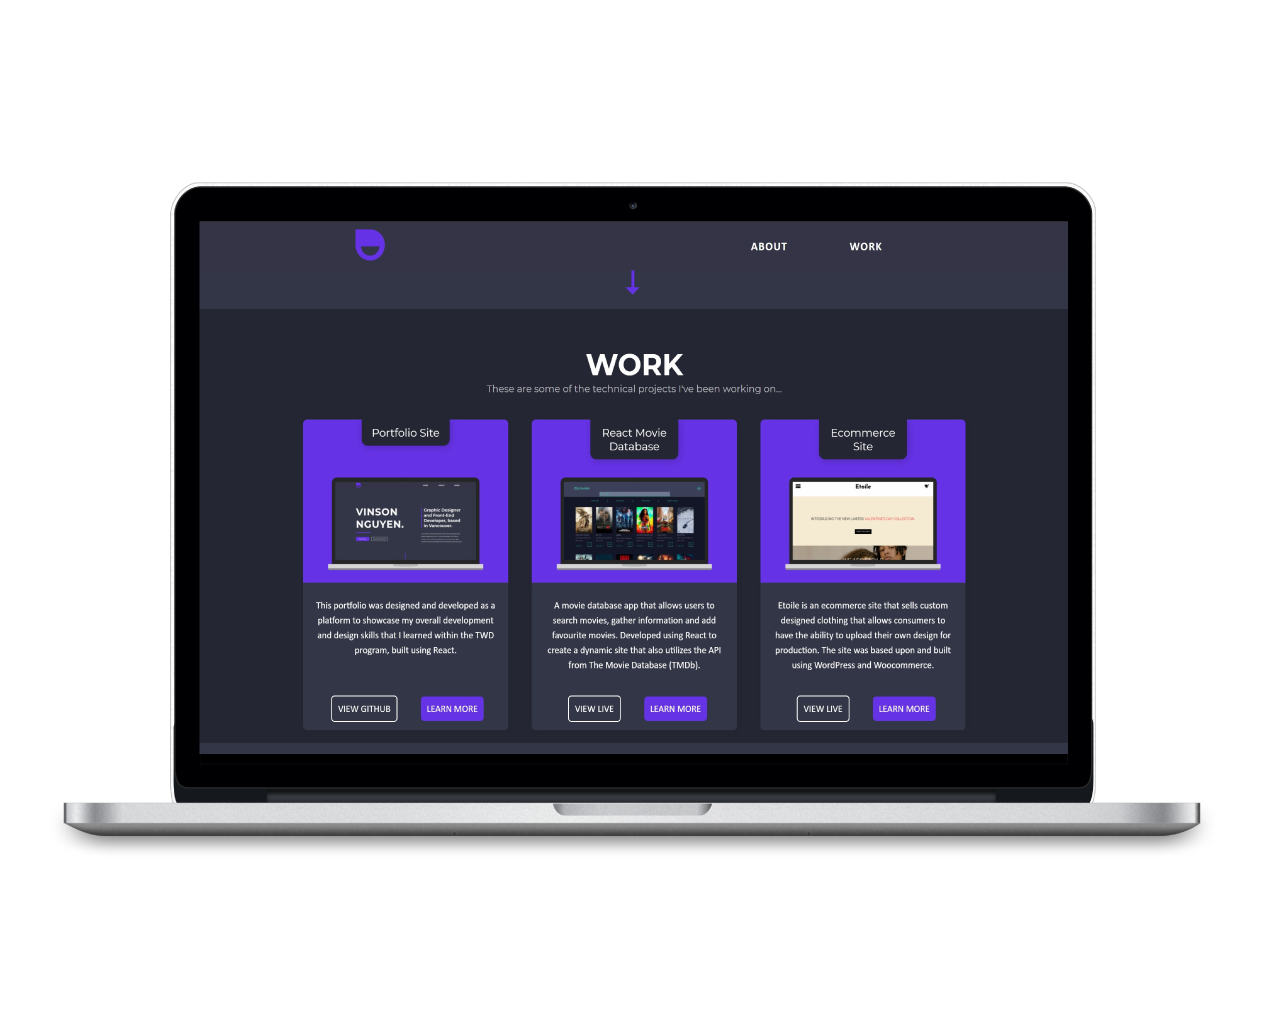 ABOUT
WORK
WORK
These are some of the technical projects I've been working on...
Portfolio Site
VINSON
NGUYEN.
Graphic Designer
and Front-End
Developer, based
in Vancouver.
This portfolio was designed and developed as a
platform to showcase my overall development
and design skills that I learned within the TWD
program, built using React.
VIEW GITHUB
LEARN MORE
React Movie
Database
A movie database app that allows users to
search movies, gather information and add
favourite movies. Developed using React to
create a dynamic site that also utilizes the API
from The Movie Database (TMDb).
VIEW LIVE
LEARN MORE
Ecommerce
Site
Etoile
INTRODUCING THE NEW LIMITED VALENTINE'S DAY COLLECTION
Etoile is an ecommerce site that sells custom
designed clothing that allows consumers to
have the ability to upload their own design for
production. The site was based upon and built
using WordPress and Woocommerce.
VIEW LIVE
LEARN MORE